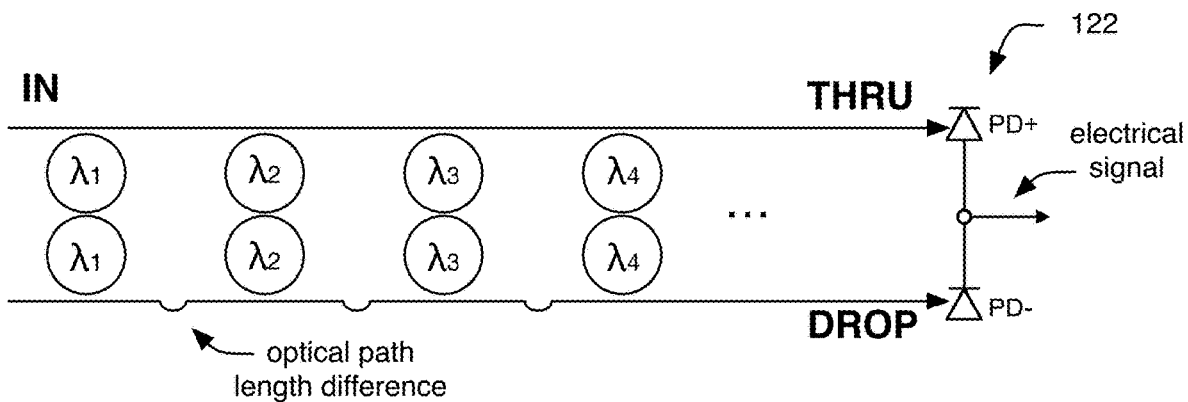 122
IN
THRU
PD+
electrical
signal
λ1 λ2 λ3 λ4
...
λ1 λ2 λ3 λ4
DROP
PD-
optical path
length difference